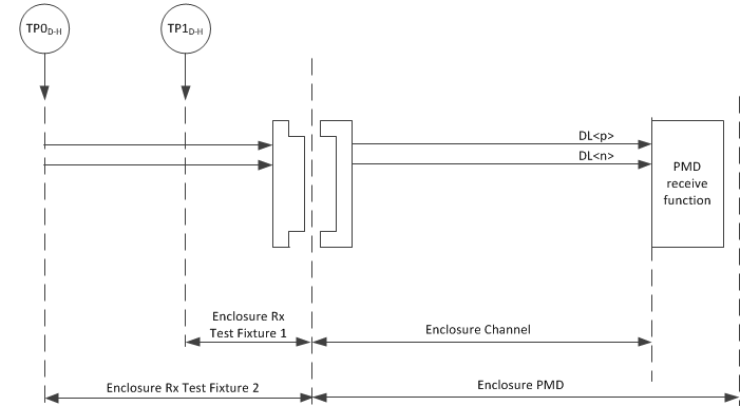 TP0D-H
TP1D-H
DL<p>
DL<n>
PMD
receive
function
Enclosure Rx
Test Fixture 1
Enclosure Channel
Enclosure Rx Test Fixture 2
Enclosure PMD